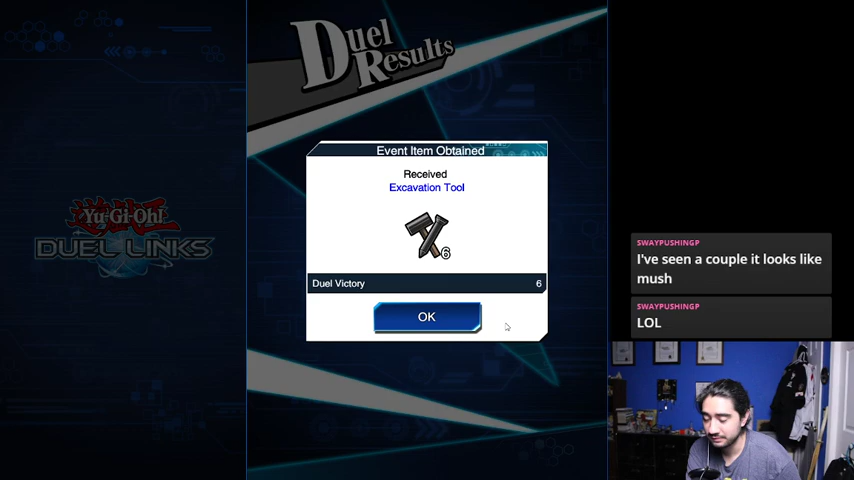 Duel
Results
Event Item Obtained
Received
Excavation Tool
6
Duel Victory 6
OK
Yu-Gi-Oh!
DUEL LINKS
SWAYPUSHINGP
I've seen a couple it looks like
mush
SWAYPUSHINGP
LOL